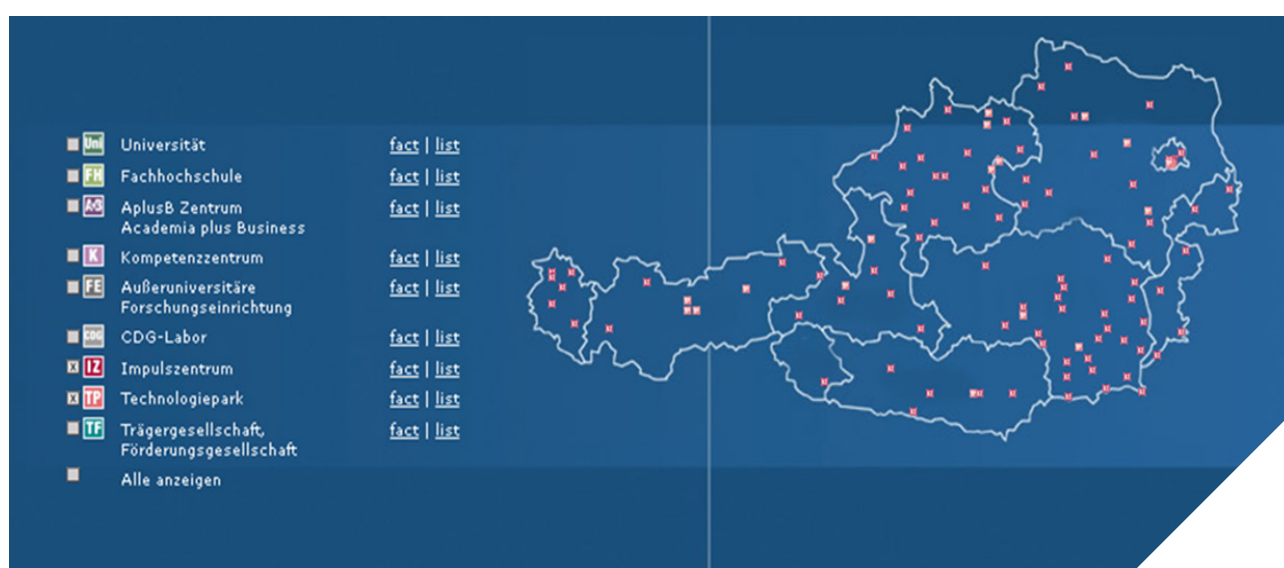 Uni Universität fact | list
FH Fachhochschule fact | list
A+B AplusB Zentrum fact | list
Academia plus Business
K Kompetenzzentrum fact | list
FE Außeruniversitäre fact | list
Forschungseinrichtung
CDG CDG-Labor fact | list
IZ Impulszentrum fact | list
TP Technologiepark fact | list
TF Trägergesellschaft, fact | list
Förderungsgesellschaft
Alle anzeigen